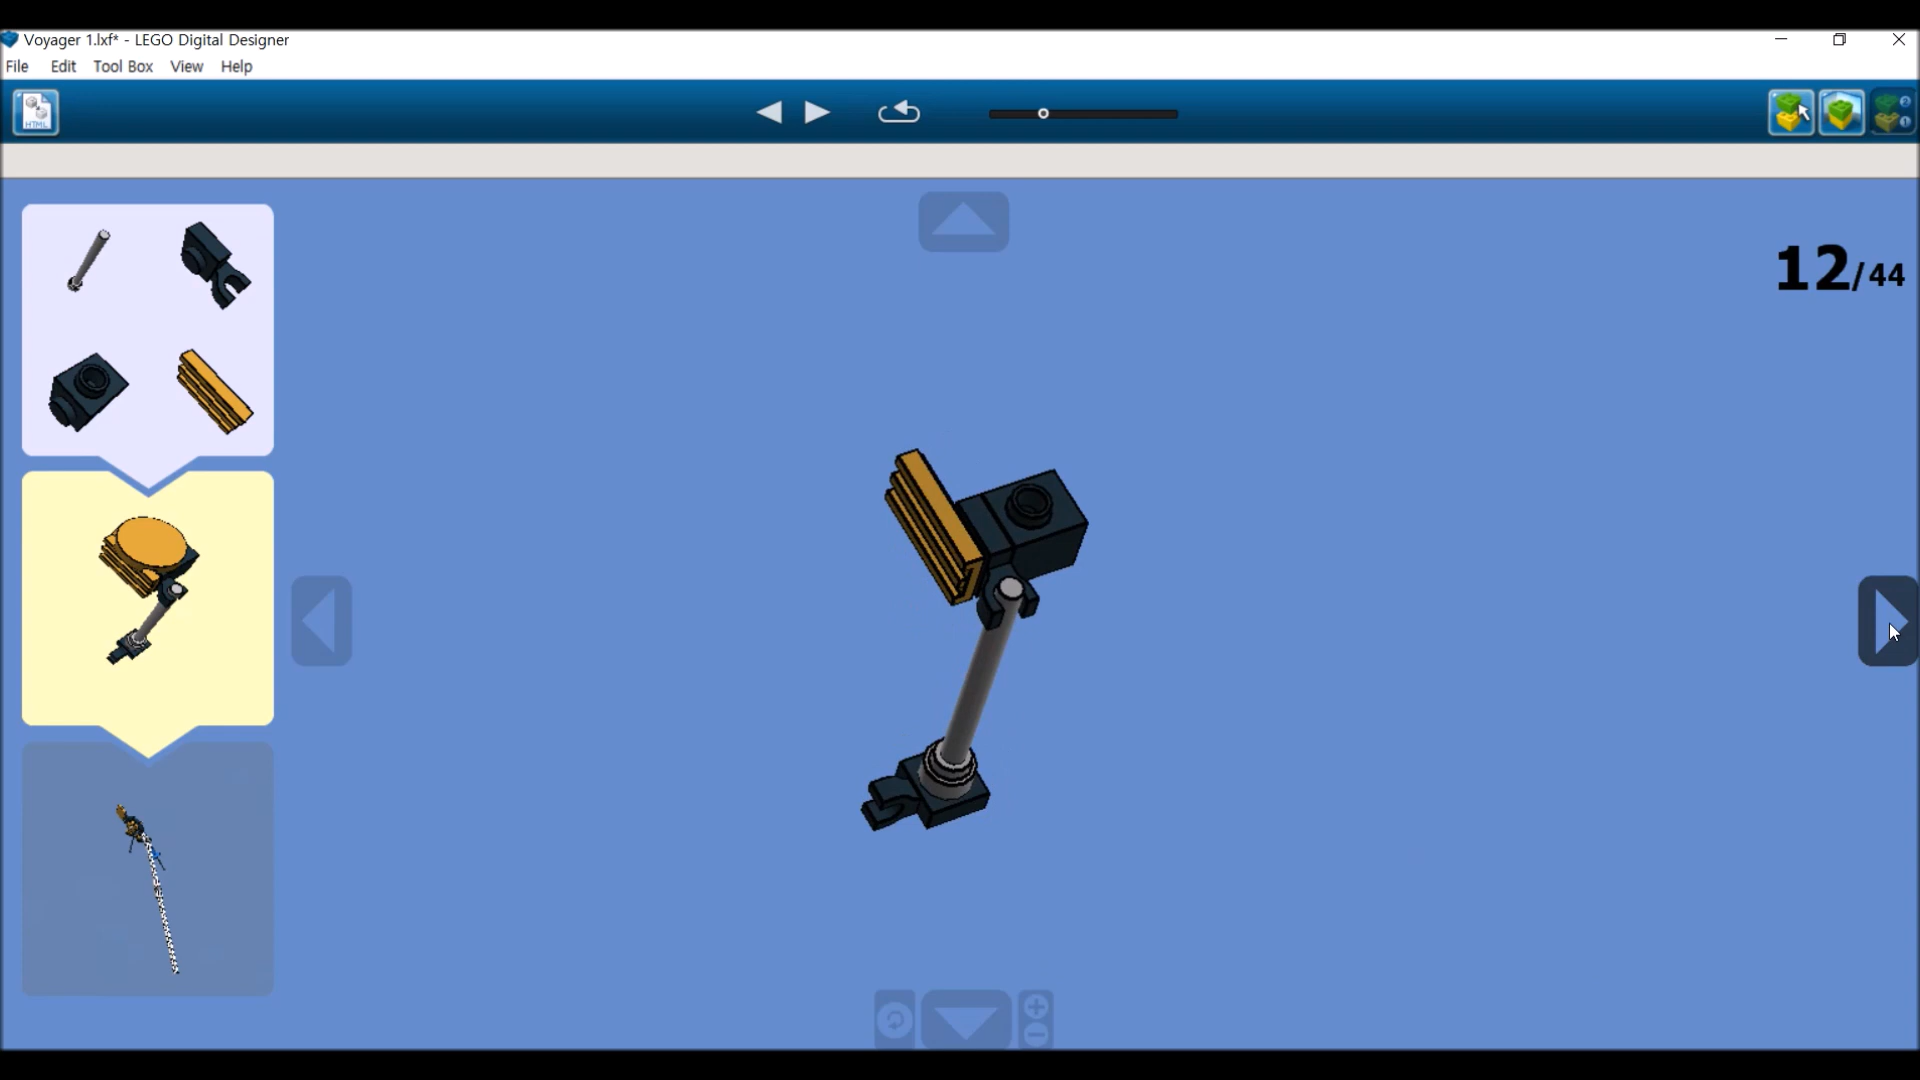 Voyager 1.lxf* - LEGO Digital Designer
File Edit Tool Box View Help
HTML
12/44